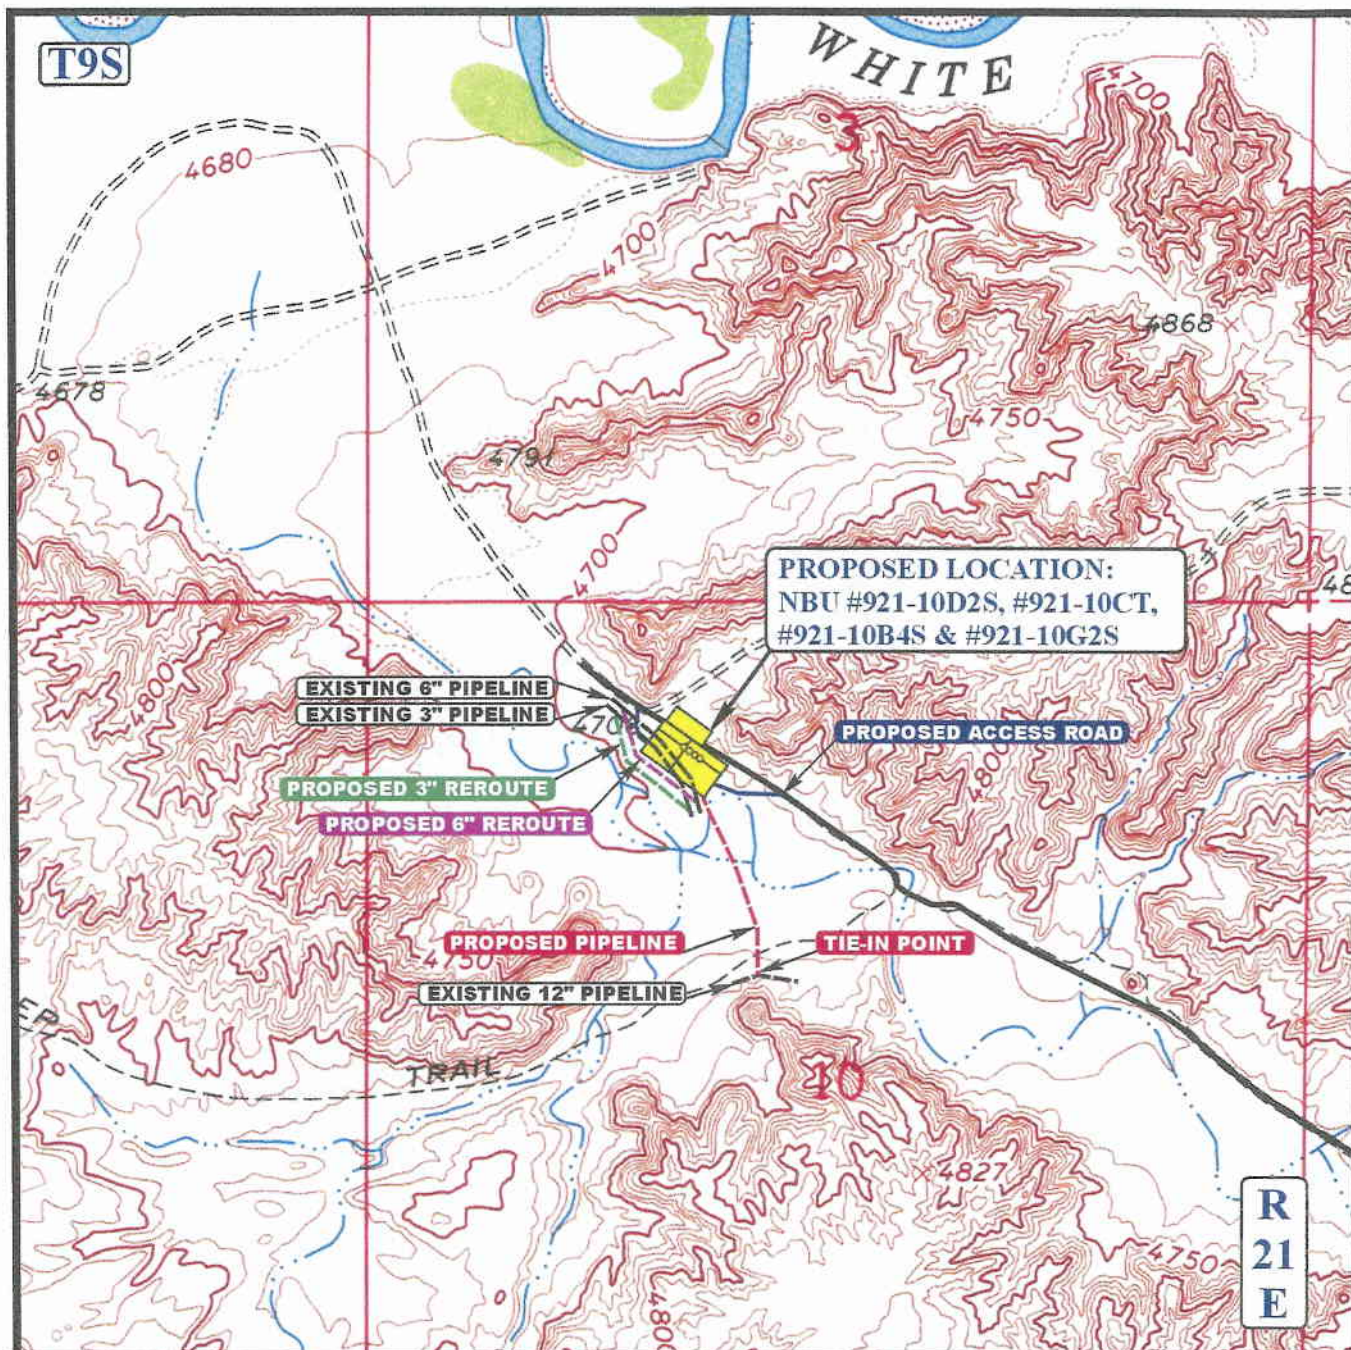 T9S
WHITE
4700
3
4680
4700
4868
4678
4750
4791
4700
PROPOSED LOCATION:
NBU #921-10D2S, #921-10CT,
#921-10B4S & #921-10G2S
4800
EXISTING 6" PIPELINE
EXISTING 3" PIPELINE
PROPOSED ACCESS ROAD
4800
PROPOSED 3" REROUTE
PROPOSED 6" REROUTE
PROPOSED PIPELINE
TIE-IN POINT
4750
EXISTING 12" PIPELINE
TRAIL
10
4827
R
21
E
4750